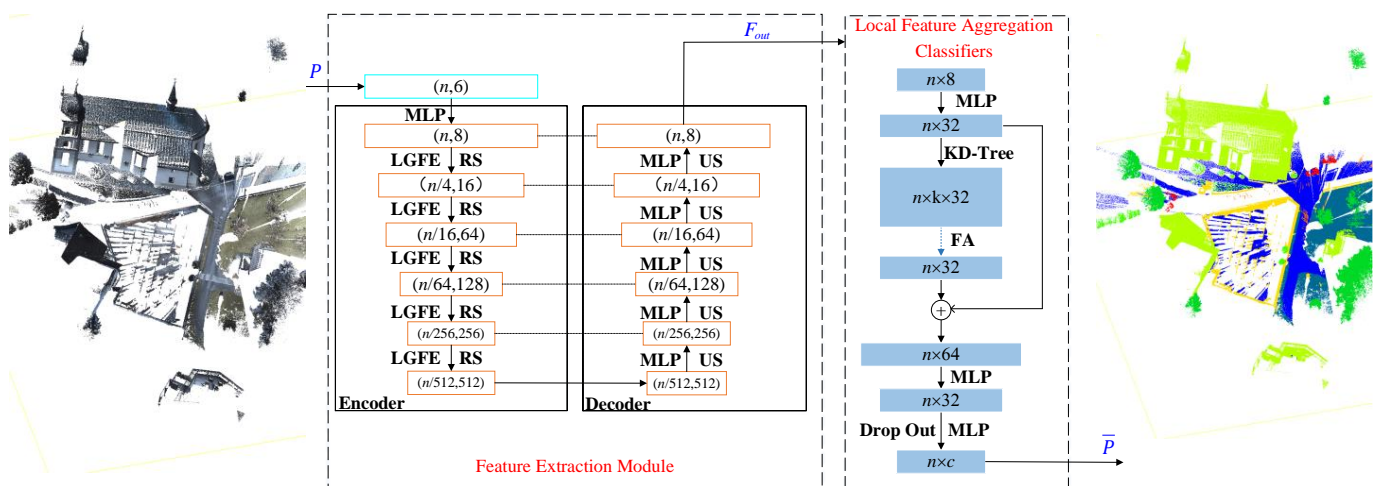 P
(n,6)
MLP
(n,8)
LGFE RS
(n/4,16)
LGFE RS
(n/16,64)
LGFE RS
(n/64,128)
LGFE RS
(n/256,256)
LGFE RS
(n/512,512)
Encoder
(n,8)
MLP US
(n/4,16)
MLP US
(n/16,64)
MLP US
(n/64,128)
MLP US
(n/256,256)
MLP US
(n/512,512)
Decoder
Feature Extraction Module
F_out
Local Feature Aggregation
Classifiers
n×8
MLP
n×32
KD-Tree
n×k×32
FA
n×32
+
n×64
MLP
n×32
Drop Out MLP
n×c
P̅